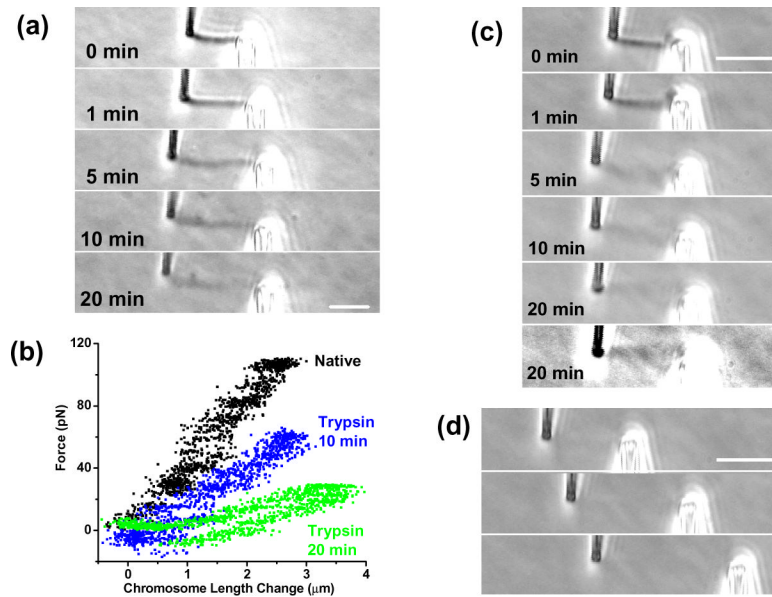 (a)
0 min
1 min
5 min
10 min
20 min
(b)
120
80
40
0
Force (pN)
0
1
2
3
4
Chromosome Length Change (μm)
Native
Trypsin
10 min
Trypsin
20 min
(c)
0 min
1 min
5 min
10 min
20 min
20 min
(d)